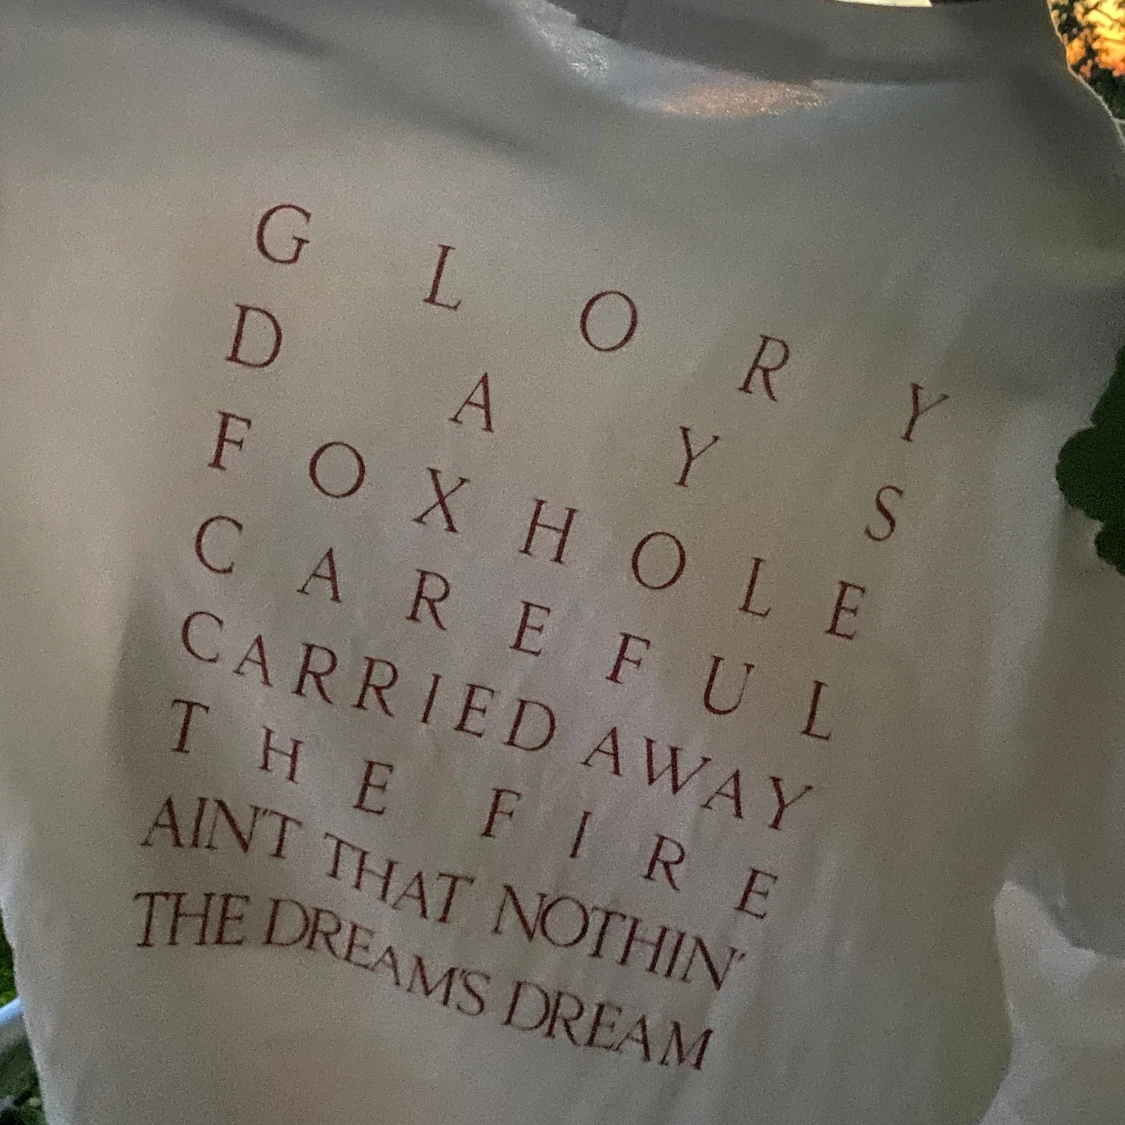 GLORY
DAYS
FOXHOLE
CAREFUL
CARRIED AWAY
THE FIRE
AIN'T THAT NOTHIN'
THE DREAM'S DREAM